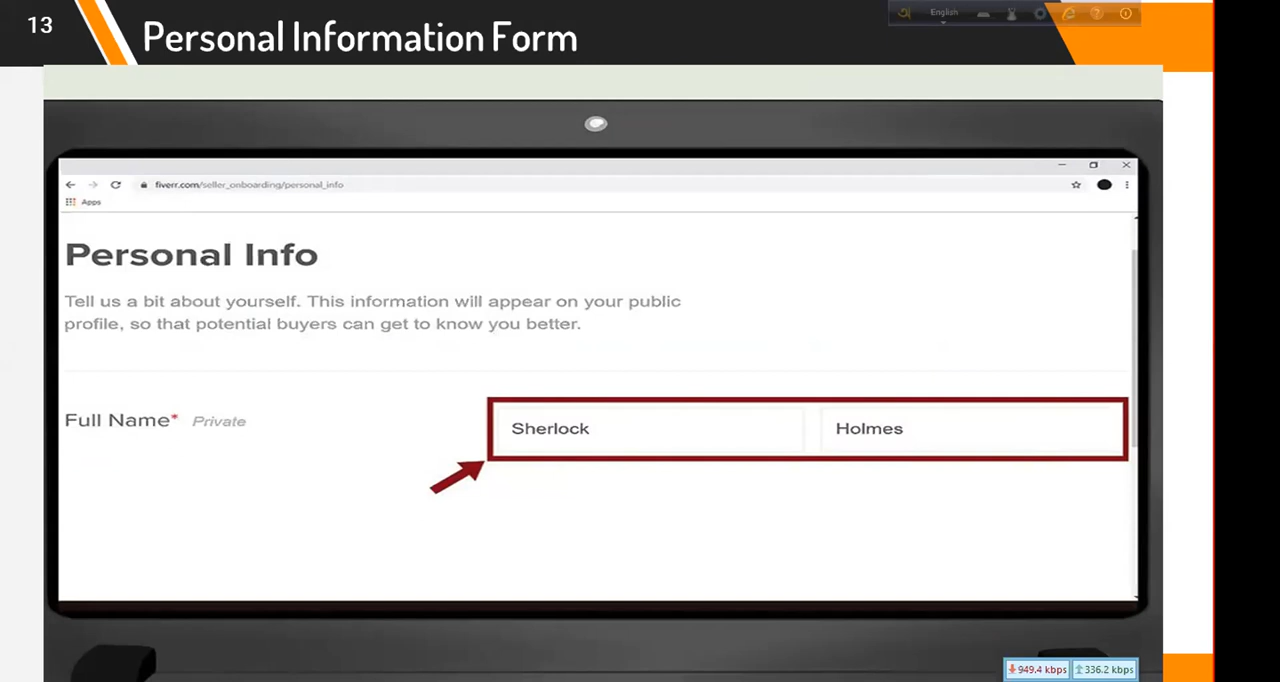 13
Personal Information Form
English
fiverr.com/seller_onboarding/personal_info
Apps
Personal Info
Tell us a bit about yourself. This information will appear on your public
profile, so that potential buyers can get to know you better.
Full Name* Private
Sherlock
Holmes
949.4 kbps
336.2 kbps